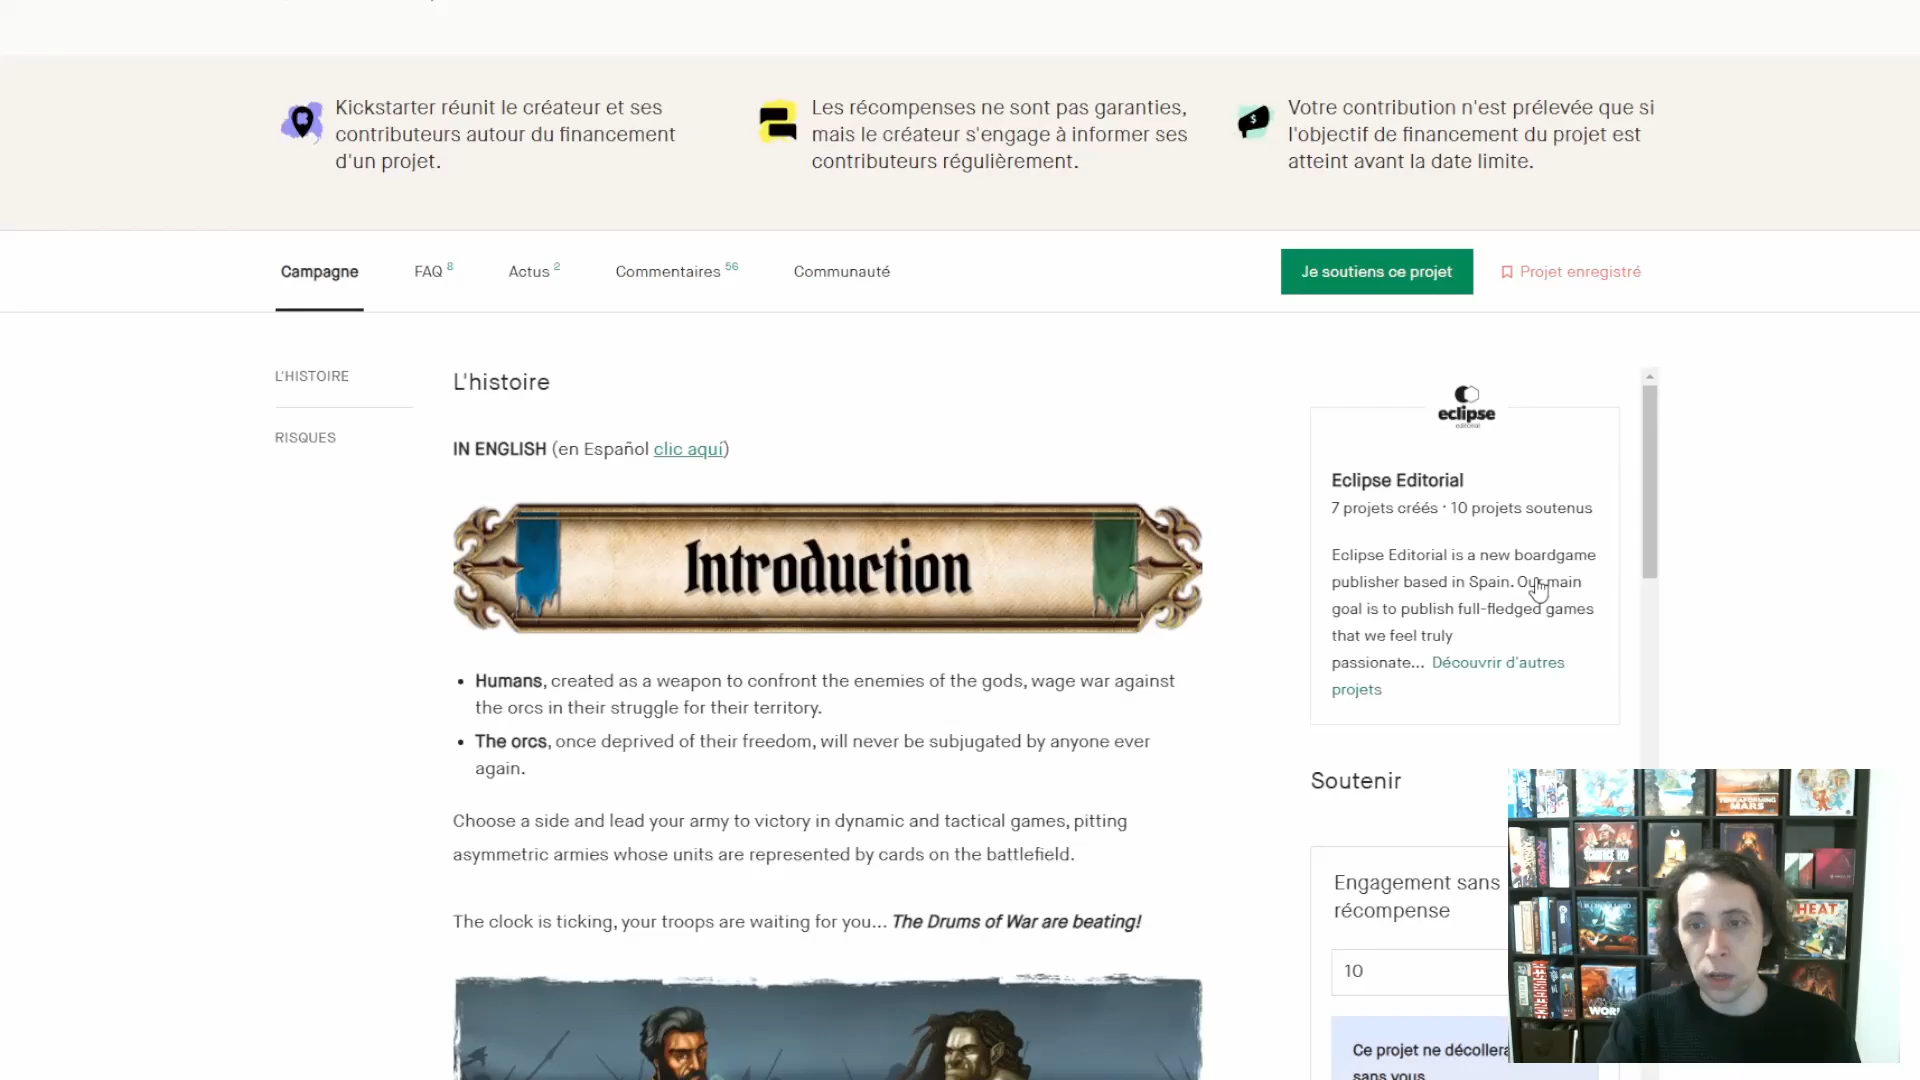 Kickstarter réunit le créateur et ses
contributeurs autour du financement
d'un projet.
Les récompenses ne sont pas garanties,
mais le créateur s'engage à informer ses
contributeurs régulièrement.
Votre contribution n'est prélevée que si
l'objectif de financement du projet est
atteint avant la date limite.
Campagne
FAQ 8
Actus 2
Commentaires 56
Communauté
Je soutiens ce projet
Projet enregistré
L'HISTOIRE
RISQUES
L'histoire
IN ENGLISH (en Español clic aquí)
Introduction
• Humans, created as a weapon to confront the enemies of the gods, wage war against
the orcs in their struggle for their territory.
• The orcs, once deprived of their freedom, will never be subjugated by anyone ever
again.
Choose a side and lead your army to victory in dynamic and tactical games, pitting
asymmetric armies whose units are represented by cards on the battlefield.
The clock is ticking, your troops are waiting for you... The Drums of War are beating!
eclipse
editorial
Eclipse Editorial
7 projets créés · 10 projets soutenus
Eclipse Editorial is a new boardgame
publisher based in Spain. Our main
goal is to publish full-fledged games
that we feel truly
passionate... Découvrir d'autres
projets
Soutenir
Engagement sans
récompense
10
Ce projet ne décollera
sans vous
TERRAFORMING
MARS
HEAT